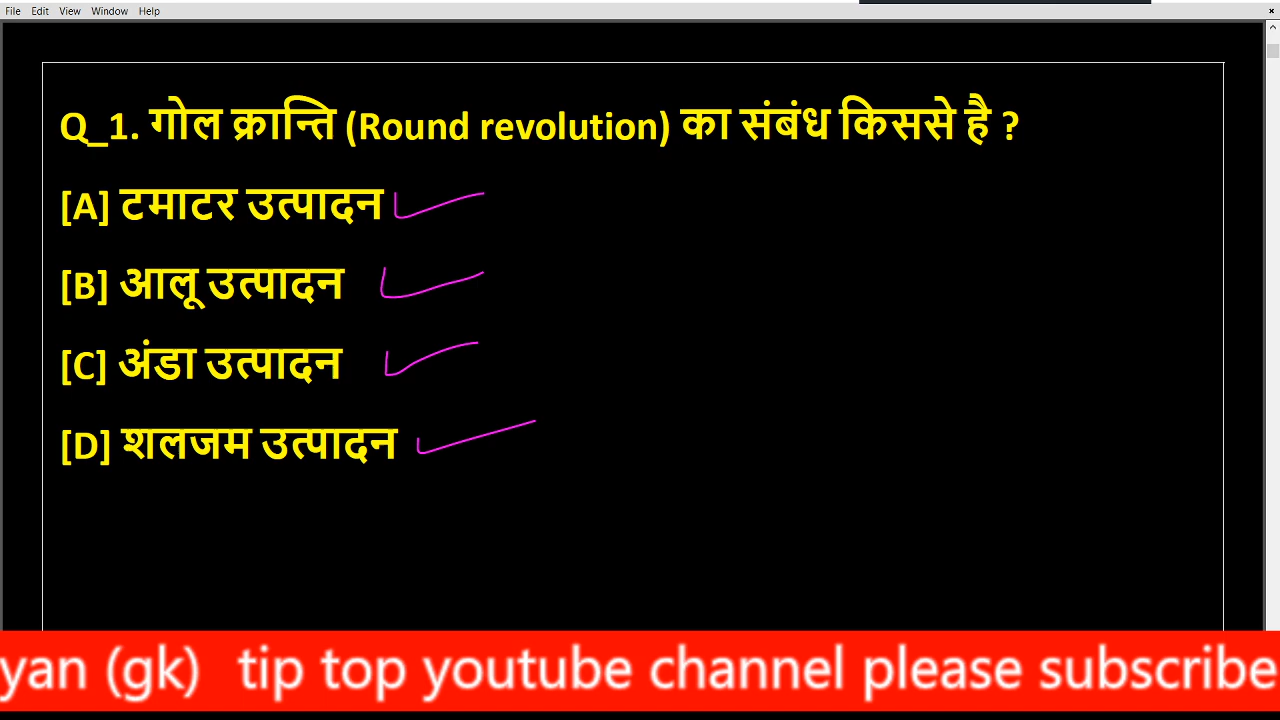 File Edit View Window Help
Q_1. गोल क्रान्ति (Round revolution) का संबंध किससे है ?
[A] टमाटर उत्पादन
[B] आलू उत्पादन
[C] अंडा उत्पादन
[D] शलजम उत्पादन
yan (gk) tip top youtube channel please subscribe